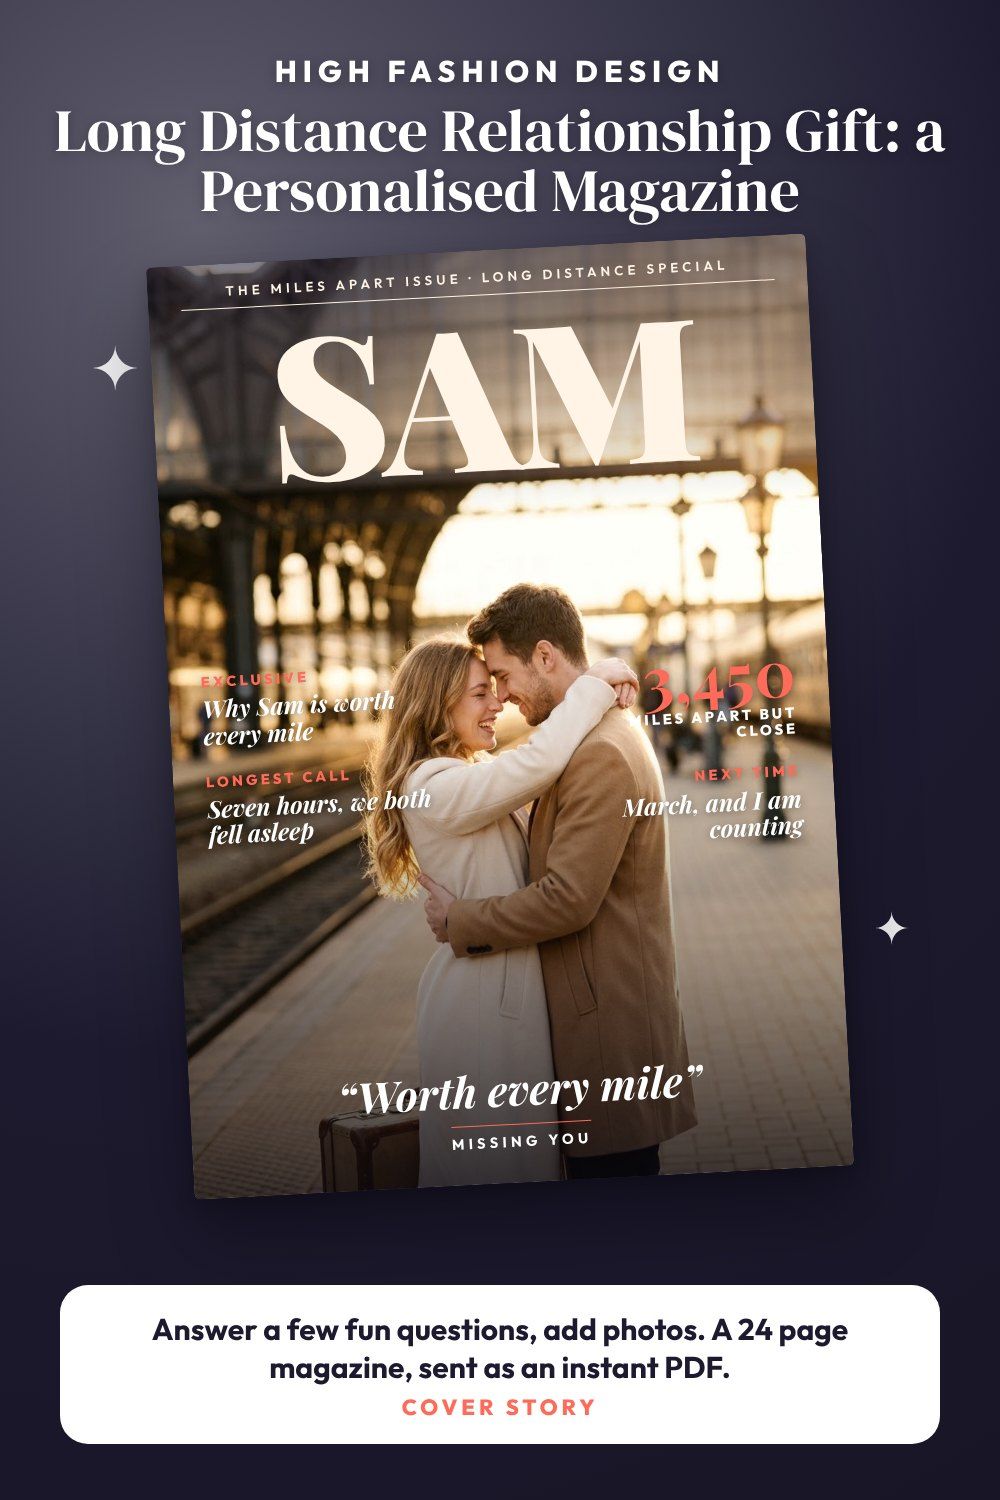 HIGH FASHION DESIGN
Long Distance Relationship Gift: a
Personalised Magazine
THE MILES APART ISSUE · LONG DISTANCE SPECIAL
SAM
EXCLUSIVE
Why Sam is worth
every mile
LONGEST CALL
Seven hours, we both
fell asleep
3,450
MILES APART BUT
CLOSE
NEXT TIME
March, and I am
counting
“Worth every mile”
MISSING YOU
Answer a few fun questions, add photos. A 24 page
magazine, sent as an instant PDF.
COVER STORY